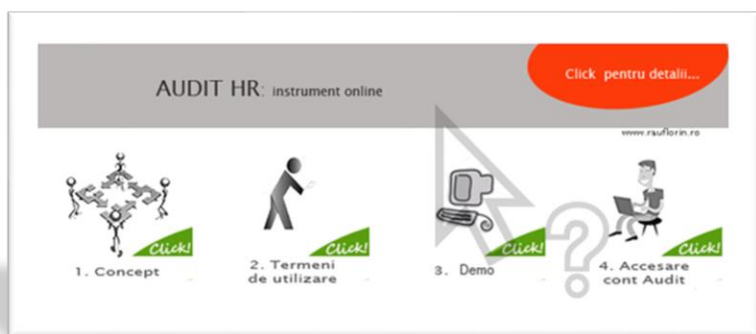 AUDIT HR: instrument online
Click pentru detalii...
www.rauflorin.ro
Click!
Click!
Click!
Click!
1. Concept
2. Termeni
de utilizare
3. Demo
4. Accesare
cont Audit
?